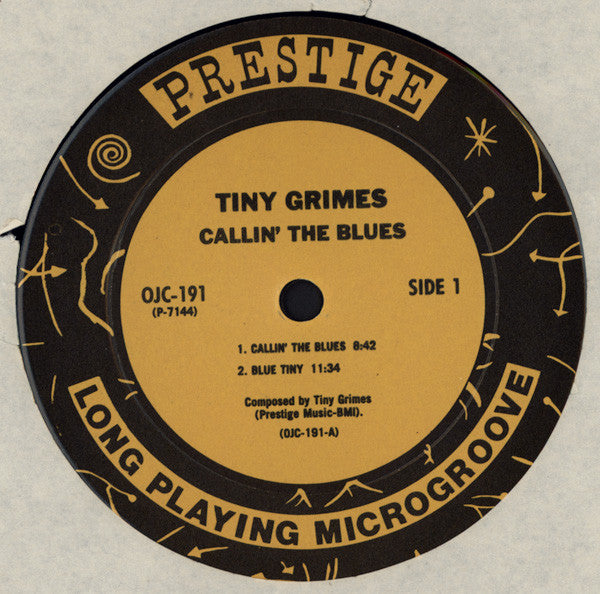 PRESTIGE
TINY GRIMES
CALLIN' THE BLUES
OJC-191
(P-7144)
SIDE 1
1. CALLIN' THE BLUES 8:42
2. BLUE TINY 11:34
Composed by Tiny Grimes
(Prestige Music-BMI).
(OJC-191-A)
LONG PLAYING MICROGROOVE